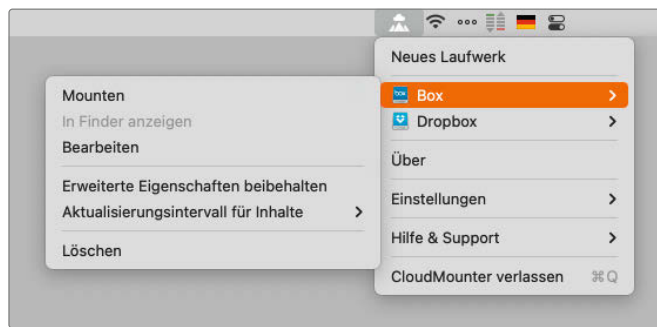 Neues Laufwerk
box Box
Dropbox
Über
Einstellungen
Hilfe & Support
CloudMounter verlassen ⌘Q
Mounten
In Finder anzeigen
Bearbeiten
Erweiterte Eigenschaften beibehalten
Aktualisierungsintervall für Inhalte
Löschen